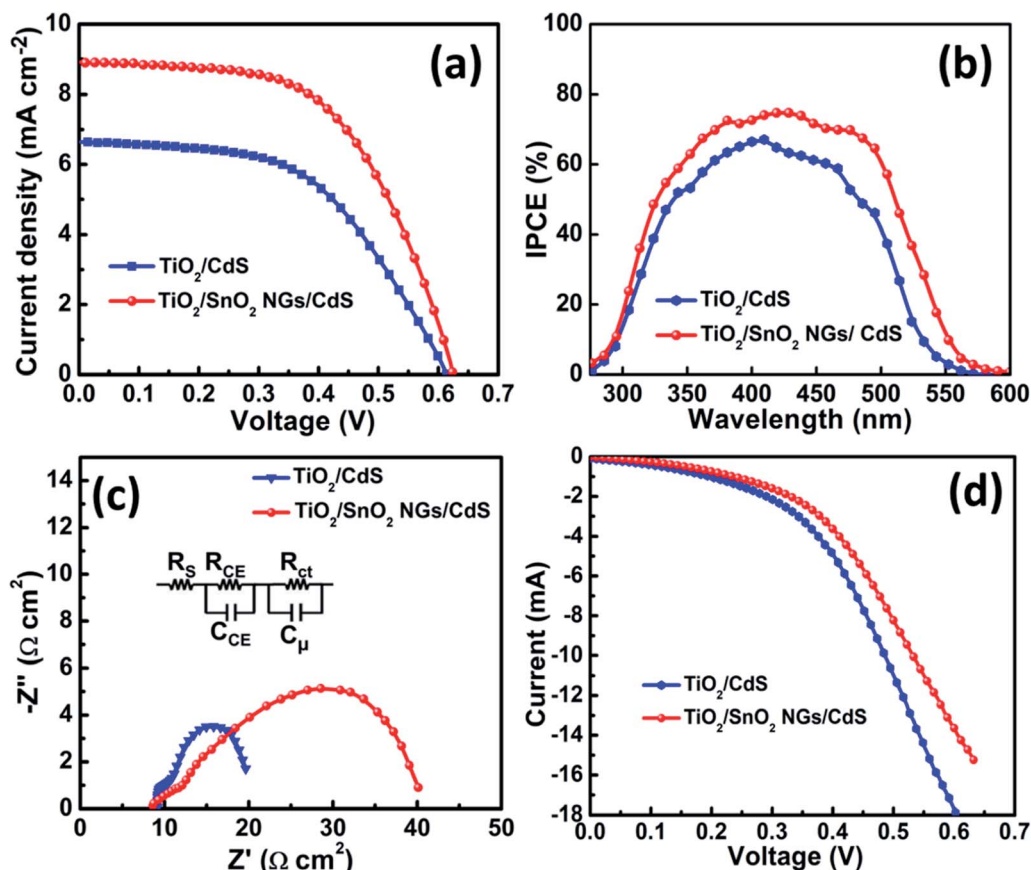 (a)
Current density (mA cm⁻²)
10
8
6
4
2
0
TiO₂/CdS
TiO₂/SnO₂ NGs/CdS
0.0 0.1 0.2 0.3 0.4 0.5 0.6 0.7
Voltage (V)
(b)
IPCE (%)
100
80
60
40
20
0
TiO₂/CdS
TiO₂/SnO₂ NGs/ CdS
300 350 400 450 500 550 600
Wavelength (nm)
(c)
-Z'' (Ω cm²)
14
12
10
8
6
4
2
0
TiO₂/CdS
TiO₂/SnO₂ NGs/CdS
R_S R_CE R_ct
C_CE C_μ
0 10 20 30 40 50
Z' (Ω cm²)
(d)
Current (mA)
0
-2
-4
-6
-8
-10
-12
-14
-16
-18
TiO₂/CdS
TiO₂/SnO₂ NGs/CdS
0.0 0.1 0.2 0.3 0.4 0.5 0.6 0.7
Voltage (V)